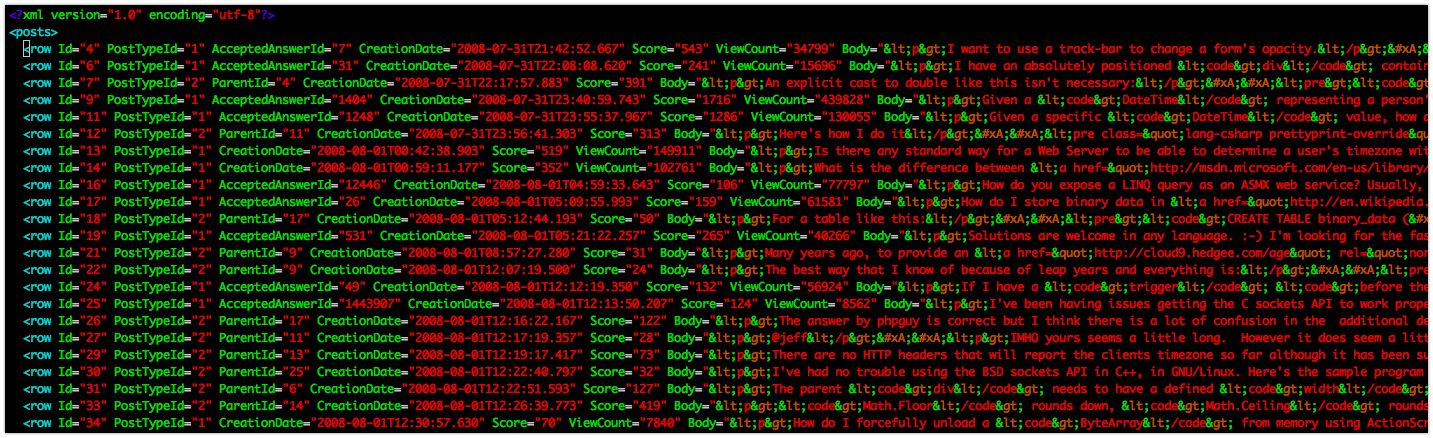 <?xml version="1.0" encoding="utf-8"?>
<posts>
<row Id="4" PostTypeId="1" AcceptedAnswerId="7" CreationDate="2008-07-31T21:42:52.667" Score="543" ViewCount="34799" Body="&lt;p&gt;I want to use a track-bar to change a form's opacity.&lt;/p&gt;&#xA;&
<row Id="6" PostTypeId="1" AcceptedAnswerId="31" CreationDate="2008-07-31T22:08:08.620" Score="241" ViewCount="15696" Body="&lt;p&gt;I have an absolutely positioned &lt;code&gt;div&lt;/code&gt; contain
<row Id="7" PostTypeId="2" ParentId="4" CreationDate="2008-07-31T22:17:57.883" Score="391" Body="&lt;p&gt;An explicit cast to double like this isn't necessary:&lt;/p&gt;&#xA;&#xA;&lt;pre&gt;&lt;code&
<row Id="9" PostTypeId="1" AcceptedAnswerId="1404" CreationDate="2008-07-31T23:40:59.743" Score="1716" ViewCount="439828" Body="&lt;p&gt;Given a &lt;code&gt;DateTime&lt;/code&gt; representing a person'
<row Id="11" PostTypeId="1" AcceptedAnswerId="1248" CreationDate="2008-07-31T23:55:37.967" Score="1286" ViewCount="130055" Body="&lt;p&gt;Given a specific &lt;code&gt;DateTime&lt;/code&gt; value, how d
<row Id="12" PostTypeId="2" ParentId="11" CreationDate="2008-07-31T23:56:41.303" Score="313" Body="&lt;p&gt;Here's how I do it&lt;/p&gt;&#xA;&#xA;&lt;pre class=&quot;lang-csharp prettyprint-override&qu
<row Id="13" PostTypeId="1" CreationDate="2008-08-01T00:42:38.903" Score="519" ViewCount="149911" Body="&lt;p&gt;Is there any standard way for a Web Server to be able to determine a user's timezone wit
<row Id="14" PostTypeId="1" CreationDate="2008-08-01T00:59:11.177" Score="352" ViewCount="102761" Body="&lt;p&gt;What is the difference between &lt;a href=&quot;http://msdn.microsoft.com/en-us/library/
<row Id="16" PostTypeId="1" AcceptedAnswerId="12446" CreationDate="2008-08-01T04:59:33.643" Score="106" ViewCount="77797" Body="&lt;p&gt;How do you expose a LINQ query as an ASMX web service? Usually,
<row Id="17" PostTypeId="1" AcceptedAnswerId="26" CreationDate="2008-08-01T05:09:55.993" Score="159" ViewCount="61581" Body="&lt;p&gt;How do I store binary data in &lt;a href=&quot;http://en.wikipedia.
<row Id="18" PostTypeId="2" ParentId="17" CreationDate="2008-08-01T05:12:44.193" Score="50" Body="&lt;p&gt;For a table like this:&lt;/p&gt;&#xA;&#xA;&lt;pre&gt;&lt;code&gt;CREATE TABLE binary_data (&#x
<row Id="19" PostTypeId="1" AcceptedAnswerId="531" CreationDate="2008-08-01T05:21:22.257" Score="265" ViewCount="40266" Body="&lt;p&gt;Solutions are welcome in any language. :-) I'm looking for the fas
<row Id="21" PostTypeId="2" ParentId="9" CreationDate="2008-08-01T08:57:27.280" Score="31" Body="&lt;p&gt;Many years ago, to provide an &lt;a href=&quot;http://cloud9.hedgee.com/age&quot; rel=&quot;non
<row Id="22" PostTypeId="2" ParentId="9" CreationDate="2008-08-01T12:07:19.500" Score="24" Body="&lt;p&gt;The best way that I know of because of leap years and everything is:&lt;/p&gt;&#xA;&#xA;&lt;pre
<row Id="24" PostTypeId="1" AcceptedAnswerId="49" CreationDate="2008-08-01T12:12:19.350" Score="132" ViewCount="56924" Body="&lt;p&gt;If I have a &lt;code&gt;trigger&lt;/code&gt; &lt;code&gt;before the
<row Id="25" PostTypeId="1" AcceptedAnswerId="1443907" CreationDate="2008-08-01T12:13:50.207" Score="124" ViewCount="8562" Body="&lt;p&gt;I've been having issues getting the C sockets API to work prope
<row Id="26" PostTypeId="2" ParentId="17" CreationDate="2008-08-01T12:16:22.167" Score="122" Body="&lt;p&gt;The answer by phpguy is correct but I think there is a lot of confusion in the  additional de
<row Id="27" PostTypeId="2" ParentId="11" CreationDate="2008-08-01T12:17:19.357" Score="28" Body="&lt;p&gt;@jeff&lt;/p&gt;&#xA;&#xA;&lt;p&gt;IMHO yours seems a little long.  However it does seem a litt
<row Id="29" PostTypeId="2" ParentId="13" CreationDate="2008-08-01T12:19:17.417" Score="73" Body="&lt;p&gt;There are no HTTP headers that will report the clients timezone so far although it has been su
<row Id="30" PostTypeId="2" ParentId="25" CreationDate="2008-08-01T12:22:40.797" Score="32" Body="&lt;p&gt;I've had no trouble using the BSD sockets API in C++, in GNU/Linux. Here's the sample program
<row Id="31" PostTypeId="2" ParentId="6" CreationDate="2008-08-01T12:22:51.593" Score="127" Body="&lt;p&gt;The parent &lt;code&gt;div&lt;/code&gt; needs to have a defined &lt;code&gt;width&lt;/code&gt;
<row Id="33" PostTypeId="2" ParentId="14" CreationDate="2008-08-01T12:26:39.773" Score="419" Body="&lt;p&gt;&lt;code&gt;Math.Floor&lt;/code&gt; rounds down, &lt;code&gt;Math.Ceiling&lt;/code&gt; rounds
<row Id="34" PostTypeId="1" CreationDate="2008-08-01T12:30:57.630" Score="70" ViewCount="7840" Body="&lt;p&gt;How do I forcefully unload a &lt;code&gt;ByteArray&lt;/code&gt; from memory using ActionScr